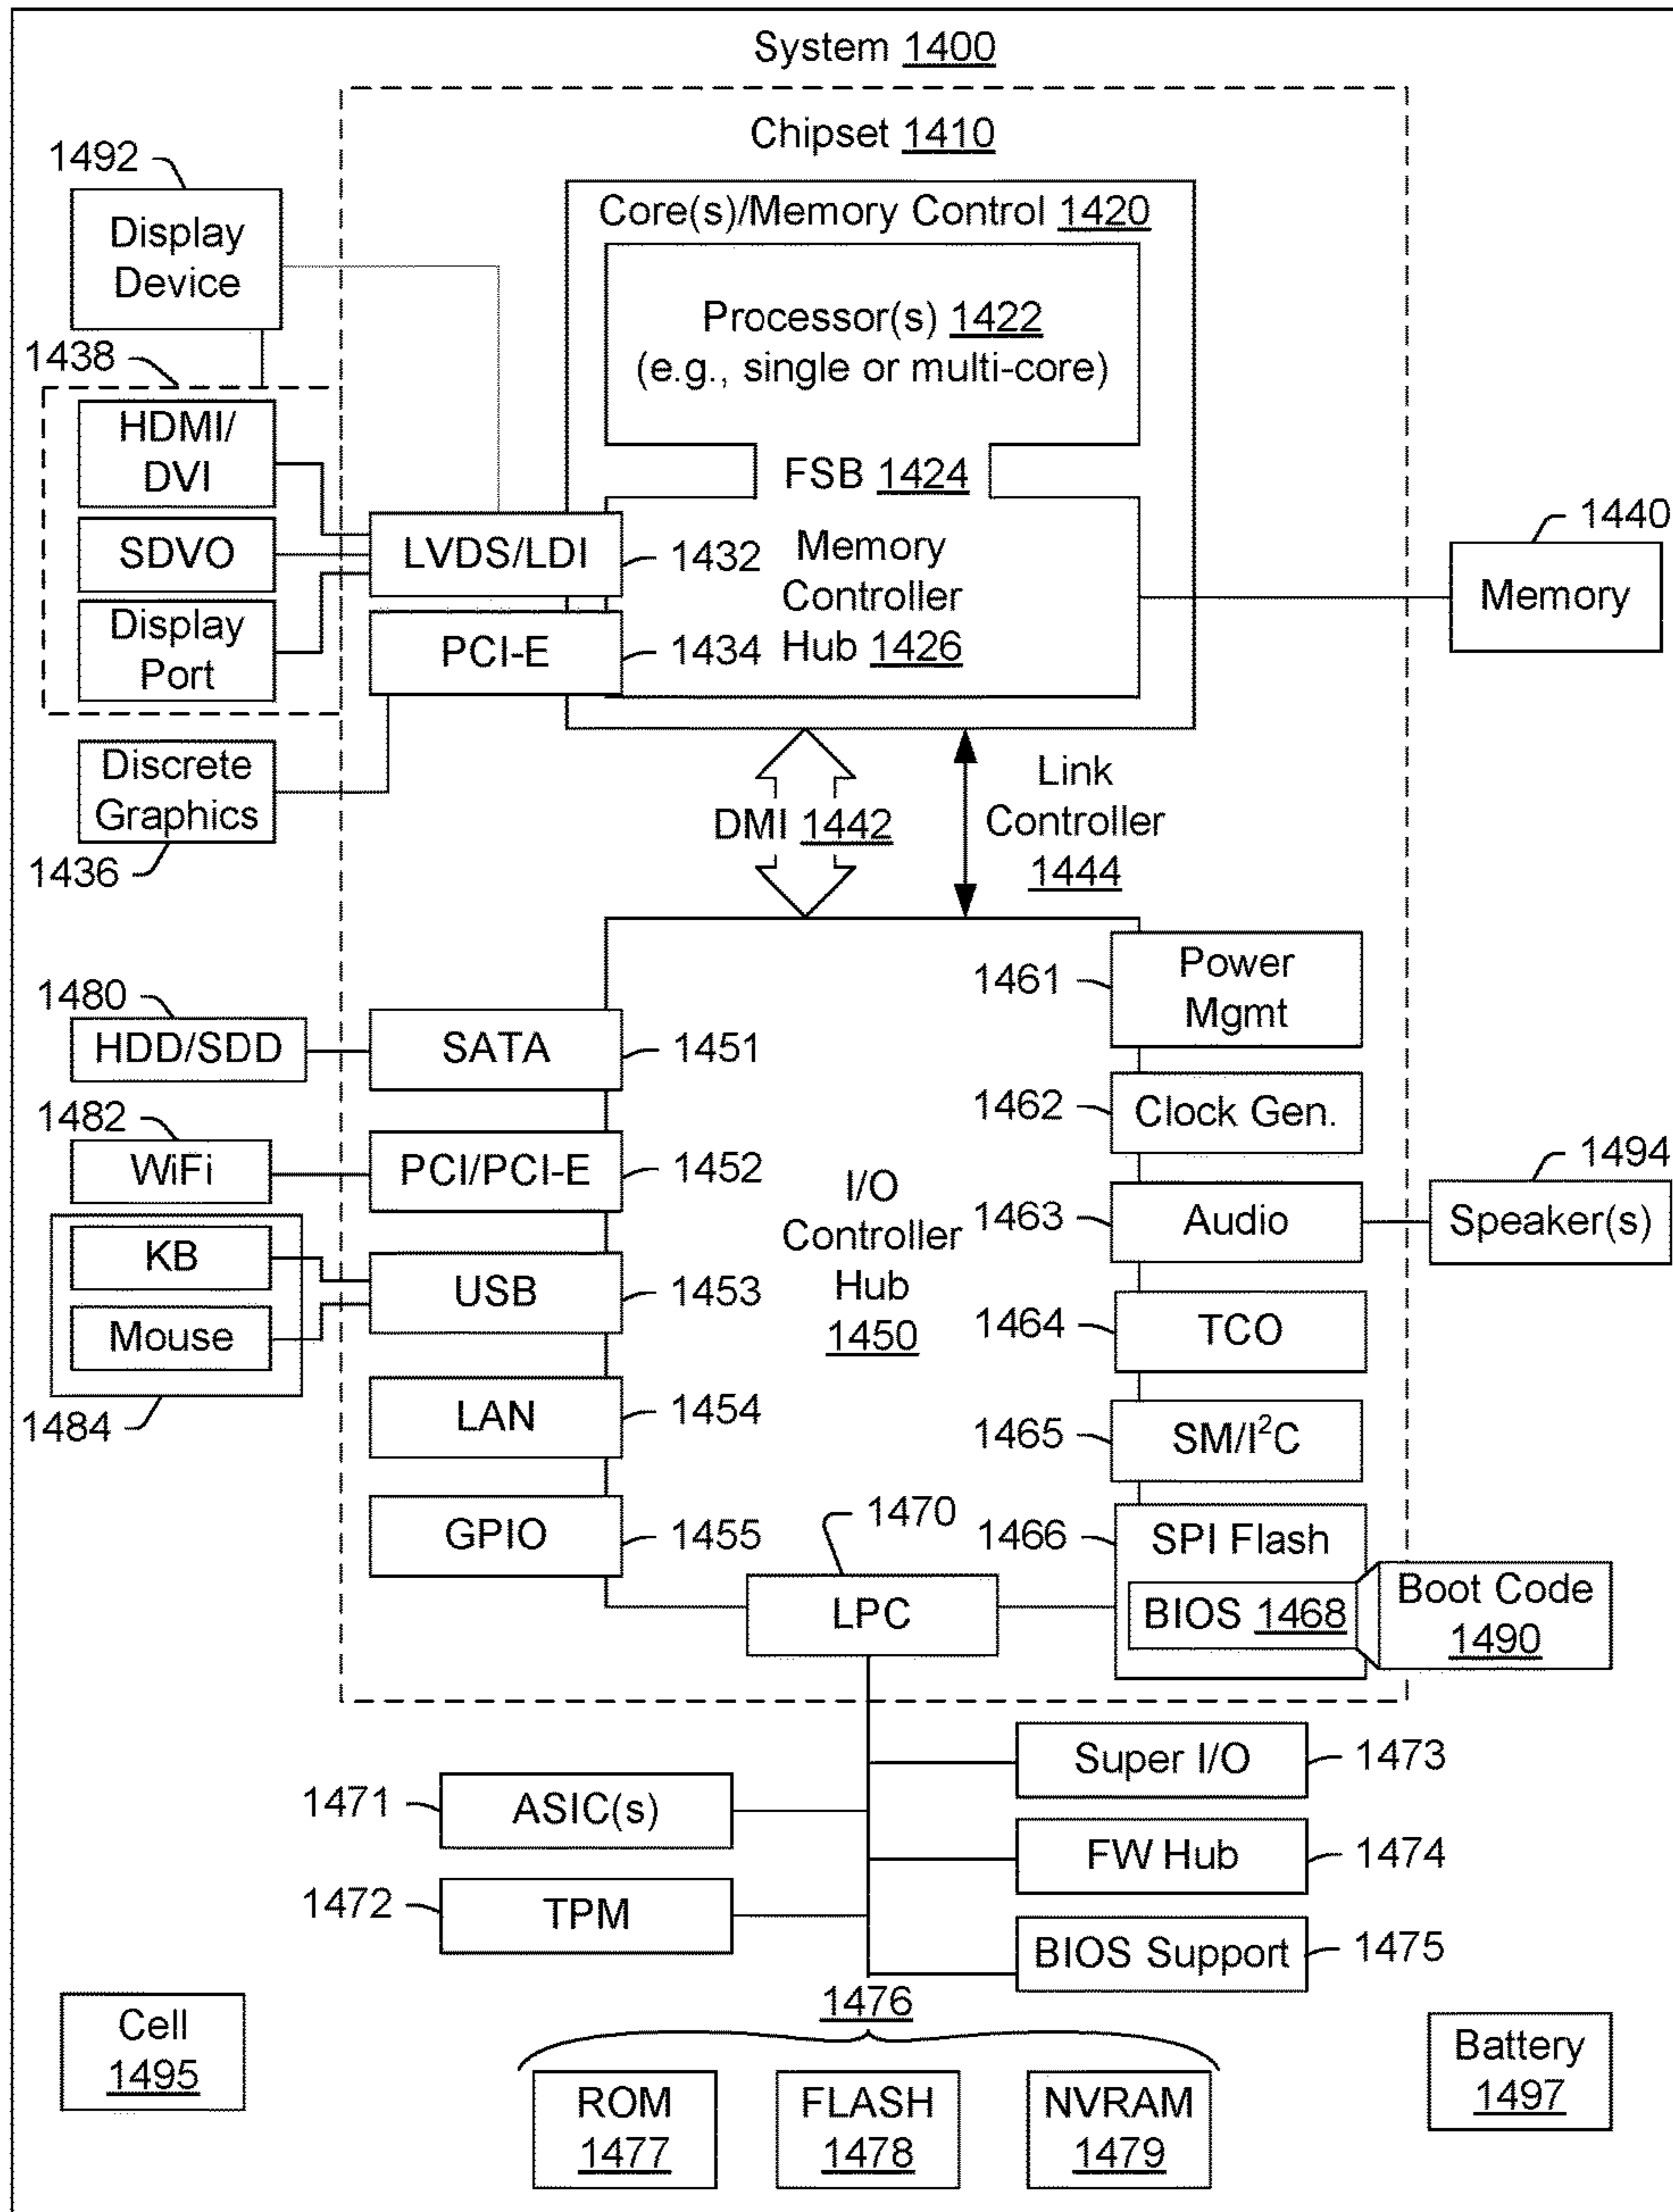 System 1400
Chipset 1410
1492
Display
Device
Core(s)/Memory Control 1420
Processor(s) 1422
(e.g., single or multi-core)
1438
HDMI/
DVI
SDVO
Display
Port
FSB 1424
LVDS/LDI
1432
PCI-E
1434
Memory
Controller
Hub 1426
1440
Memory
Discrete
Graphics
1436
DMI 1442
Link
Controller
1444
1480
HDD/SDD
SATA
1451
1461
Power
Mgmt
1482
WiFi
PCI/PCI-E
1452
1462
Clock Gen.
I/O
Controller
Hub
1450
1463
Audio
1494
Speaker(s)
KB
Mouse
1484
USB
1453
1464
TCO
LAN
1454
1465
SM/I²C
GPIO
1455
1470
LPC
1466
SPI Flash
BIOS 1468
Boot Code
1490
1471
ASIC(s)
Super I/O
1473
1472
TPM
FW Hub
1474
BIOS Support
1475
1476
Cell
1495
ROM
1477
FLASH
1478
NVRAM
1479
Battery
1497